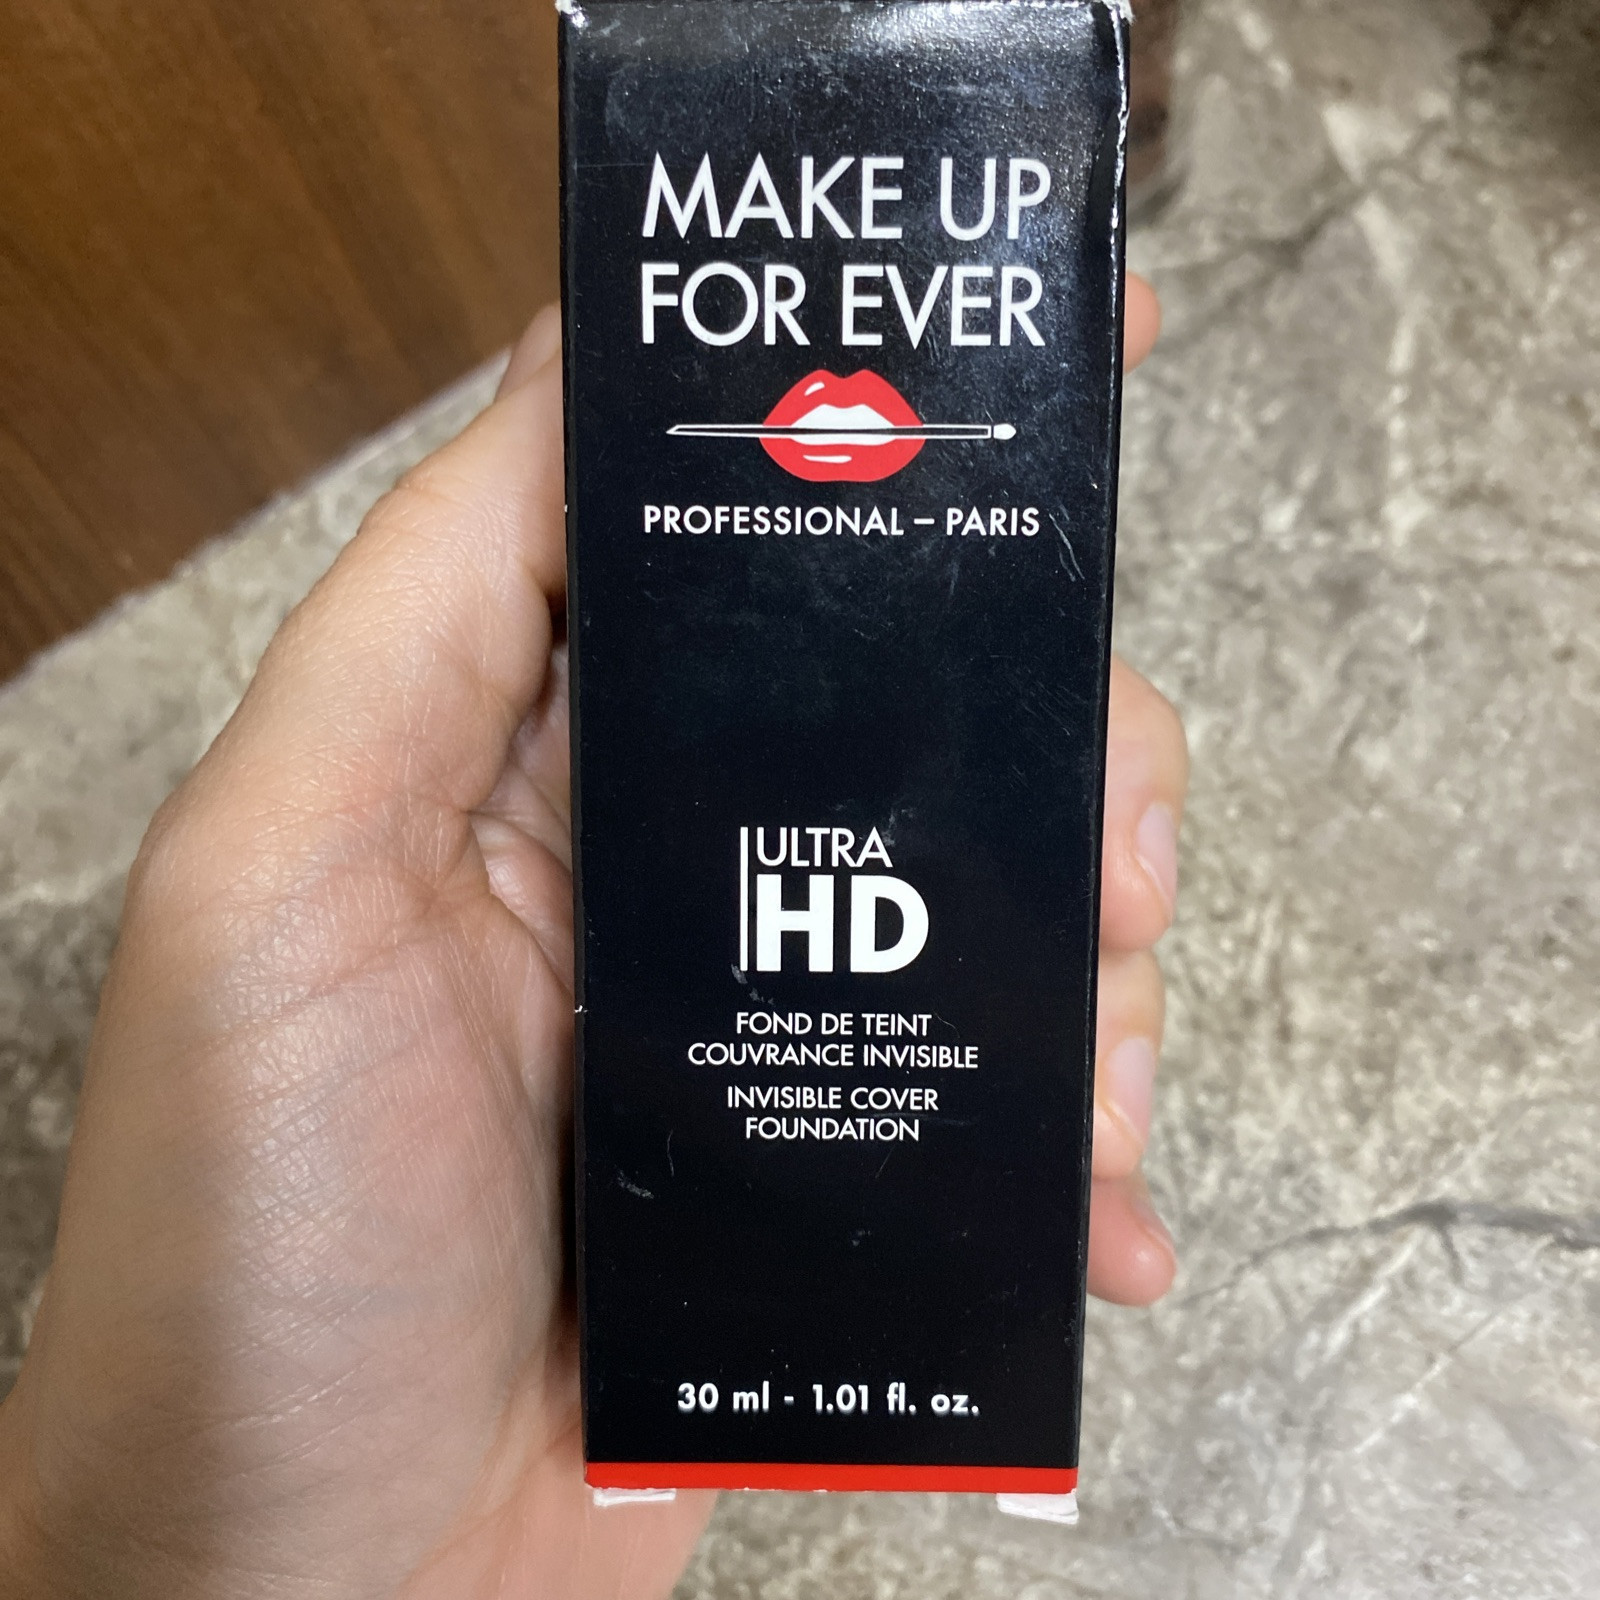 MAKE UP
FOR EVER
PROFESSIONAL – PARIS
ULTRA
HD
FOND DE TEINT
COUVRANCE INVISIBLE
INVISIBLE COVER
FOUNDATION
30 ml - 1.01 fl. oz.